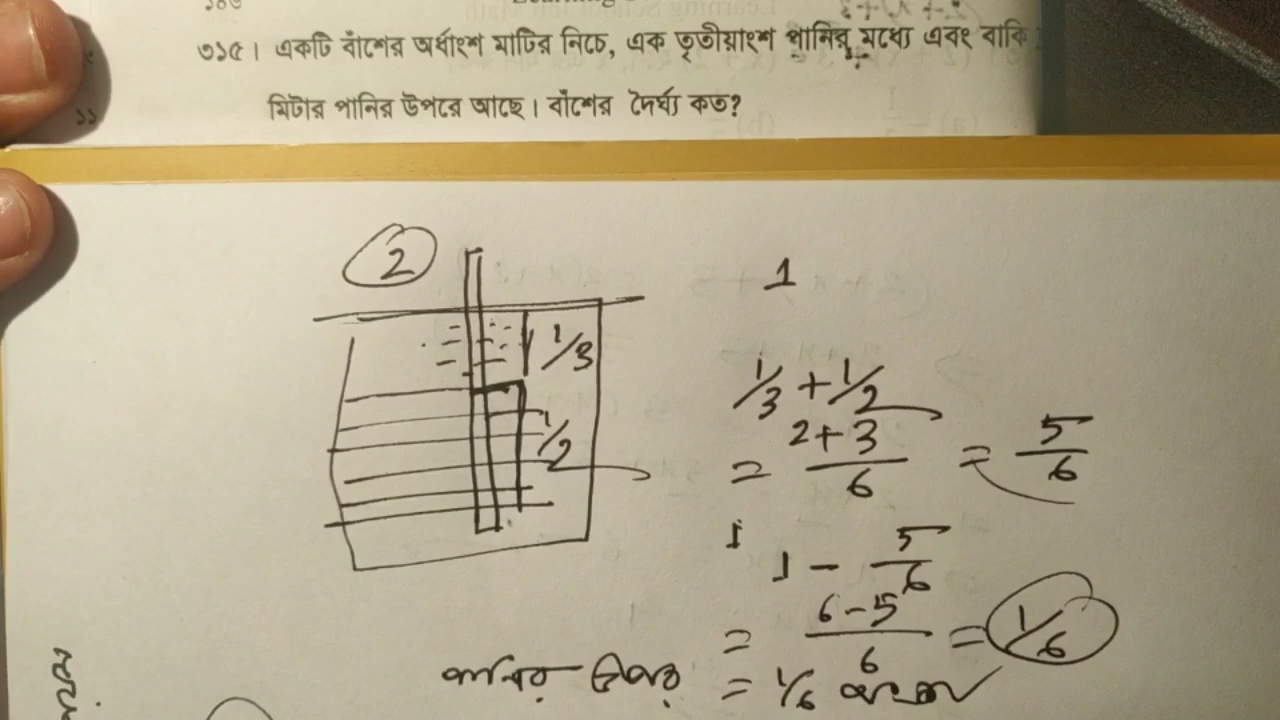 ৩১৫। একটি বাঁশের অর্ধাংশ মাটির নিচে, এক তৃতীয়াংশ পানির মধ্যে এবং বাকি
মিটার পানির উপরে আছে। বাঁশের দৈর্ঘ্য কত?
2
1
1/3
1/2
1/3 + 1/2
= 2+3/6 = 5/6
1 - 5/6
= 6-5/6 = 1/6
পানির উপর = 1/6 অংশ